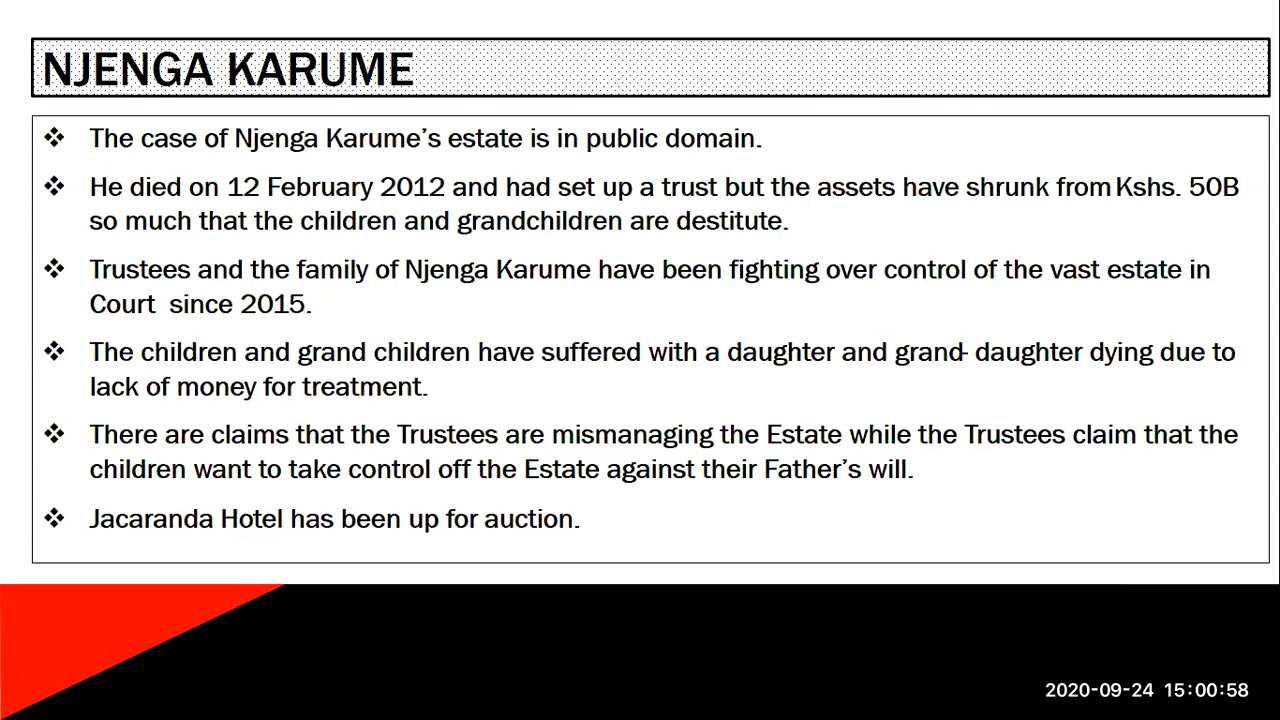 NJENGA KARUME
❖ The case of Njenga Karume's estate is in public domain.
❖ He died on 12 February 2012 and had set up a trust but the assets have shrunk from Kshs. 50B
so much that the children and grandchildren are destitute.
❖ Trustees and the family of Njenga Karume have been fighting over control of the vast estate in
Court since 2015.
❖ The children and grand children have suffered with a daughter and grand- daughter dying due to
lack of money for treatment.
❖ There are claims that the Trustees are mismanaging the Estate while the Trustees claim that the
children want to take control off the Estate against their Father's will.
❖ Jacaranda Hotel has been up for auction.
2020-09-24 15:00:58